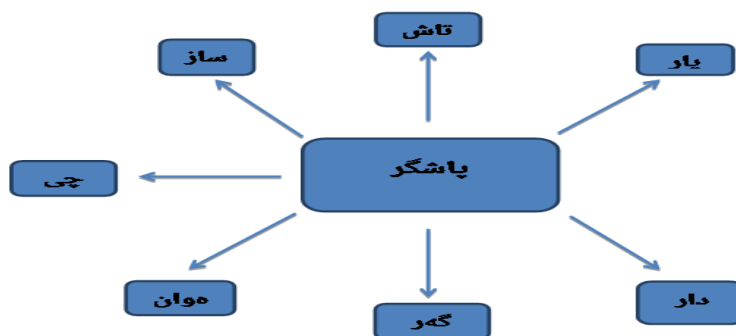 تاش
ساز
یار
پاشگر
چی
ەوان
دار
گەر